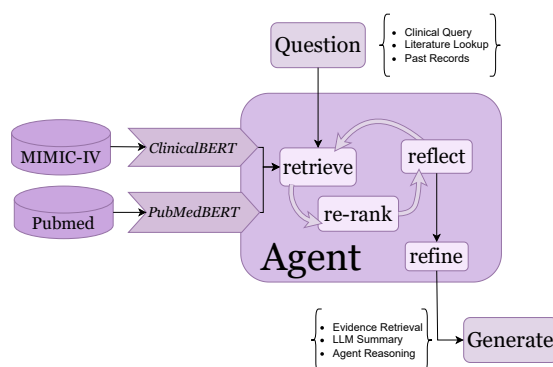 Question
• Clinical Query
• Literature Lookup
• Past Records
MIMIC-IV
ClinicalBERT
Pubmed
PubMedBERT
retrieve
reflect
re-rank
refine
Agent
• Evidence Retrieval
• LLM Summary
• Agent Reasoning
Generate